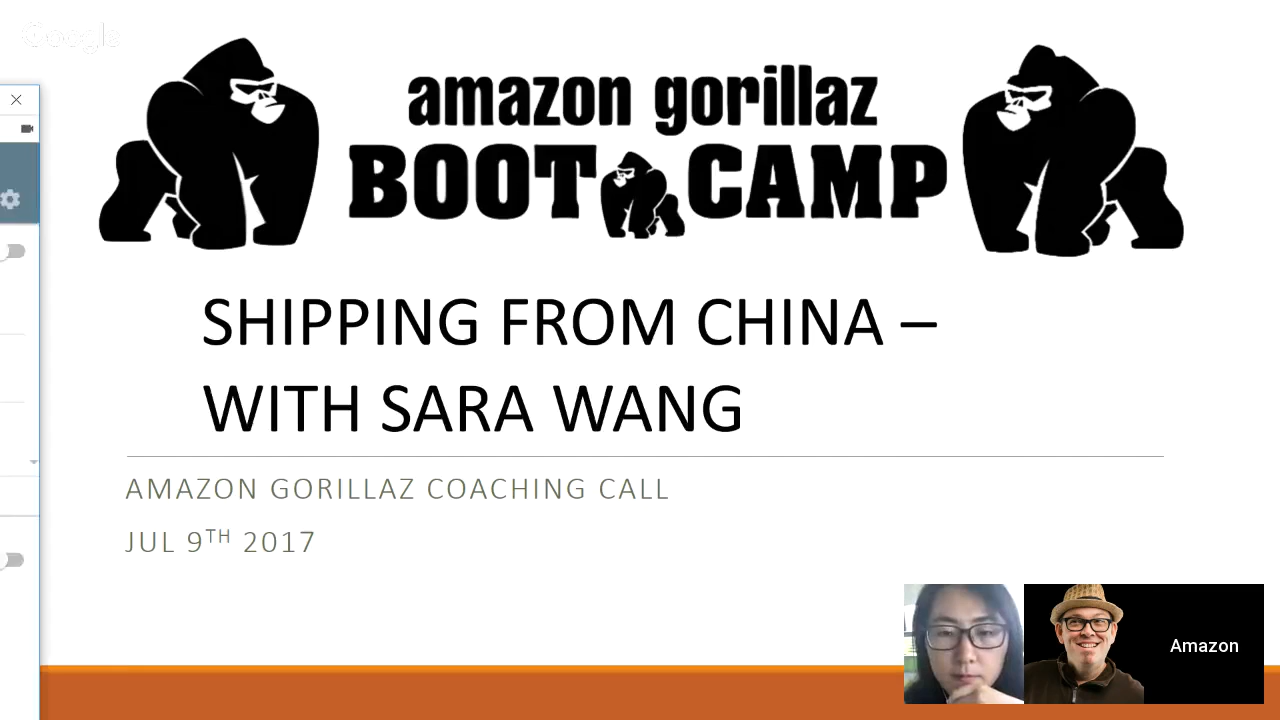 Google
amazon gorillaz
BOOT CAMP
SHIPPING FROM CHINA –
WITH SARA WANG
AMAZON GORILLAZ COACHING CALL
JUL 9TH 2017
Amazon